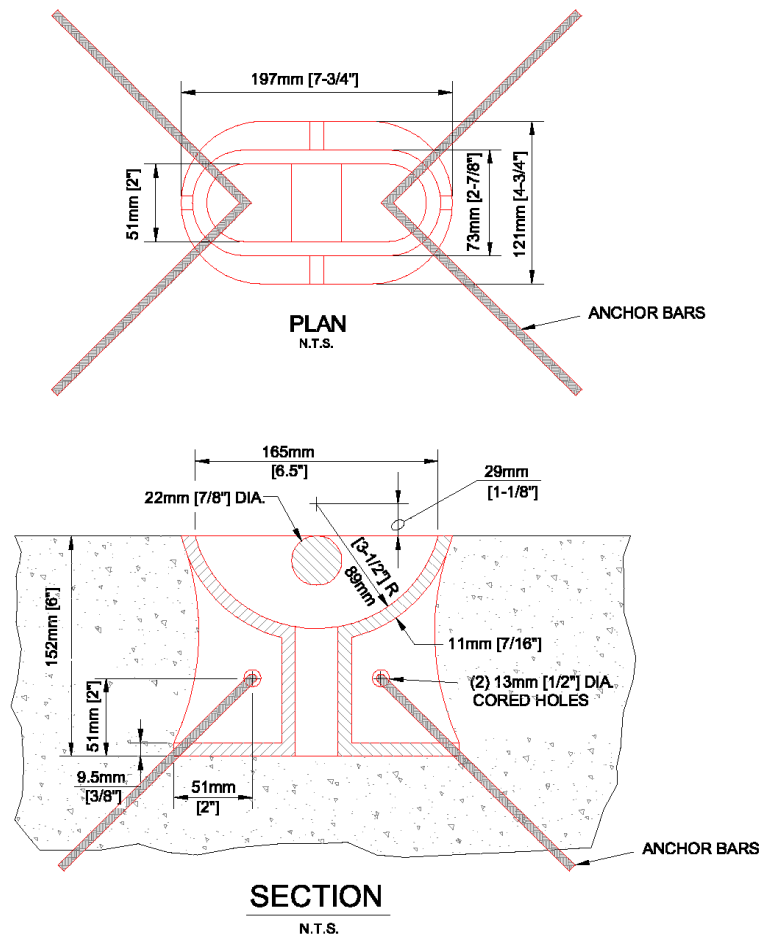 197mm [7-3/4"]
51mm [2"]
73mm [2-7/8"]
121mm [4-3/4"]
PLAN
N.T.S.
ANCHOR BARS
165mm
[6.5"]
29mm
[1-1/8"]
22mm [7/8"] DIA.
[3-1/2"] R
89mm
152mm [6"]
11mm [7/16"]
51mm [2"]
(2) 13mm [1/2"] DIA.
CORED HOLES
9.5mm
[3/8"]
51mm
[2"]
ANCHOR BARS
SECTION
N.T.S.